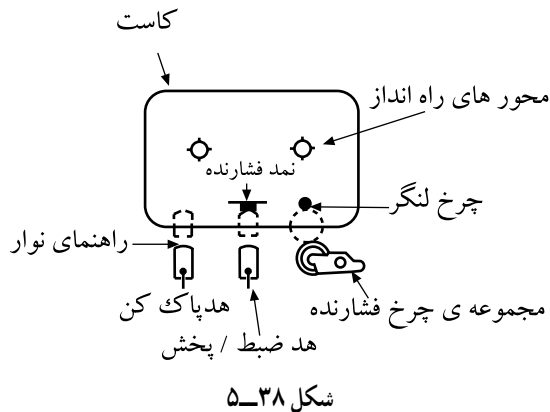 کاست
محور های راه انداز
نمد فشارنده
چرخ لنگر
راهنمای نوار
مجموعه ی چرخ فشارنده
هدپاک کن
هد ضبط / پخش
شکل ۳۸ــ۵